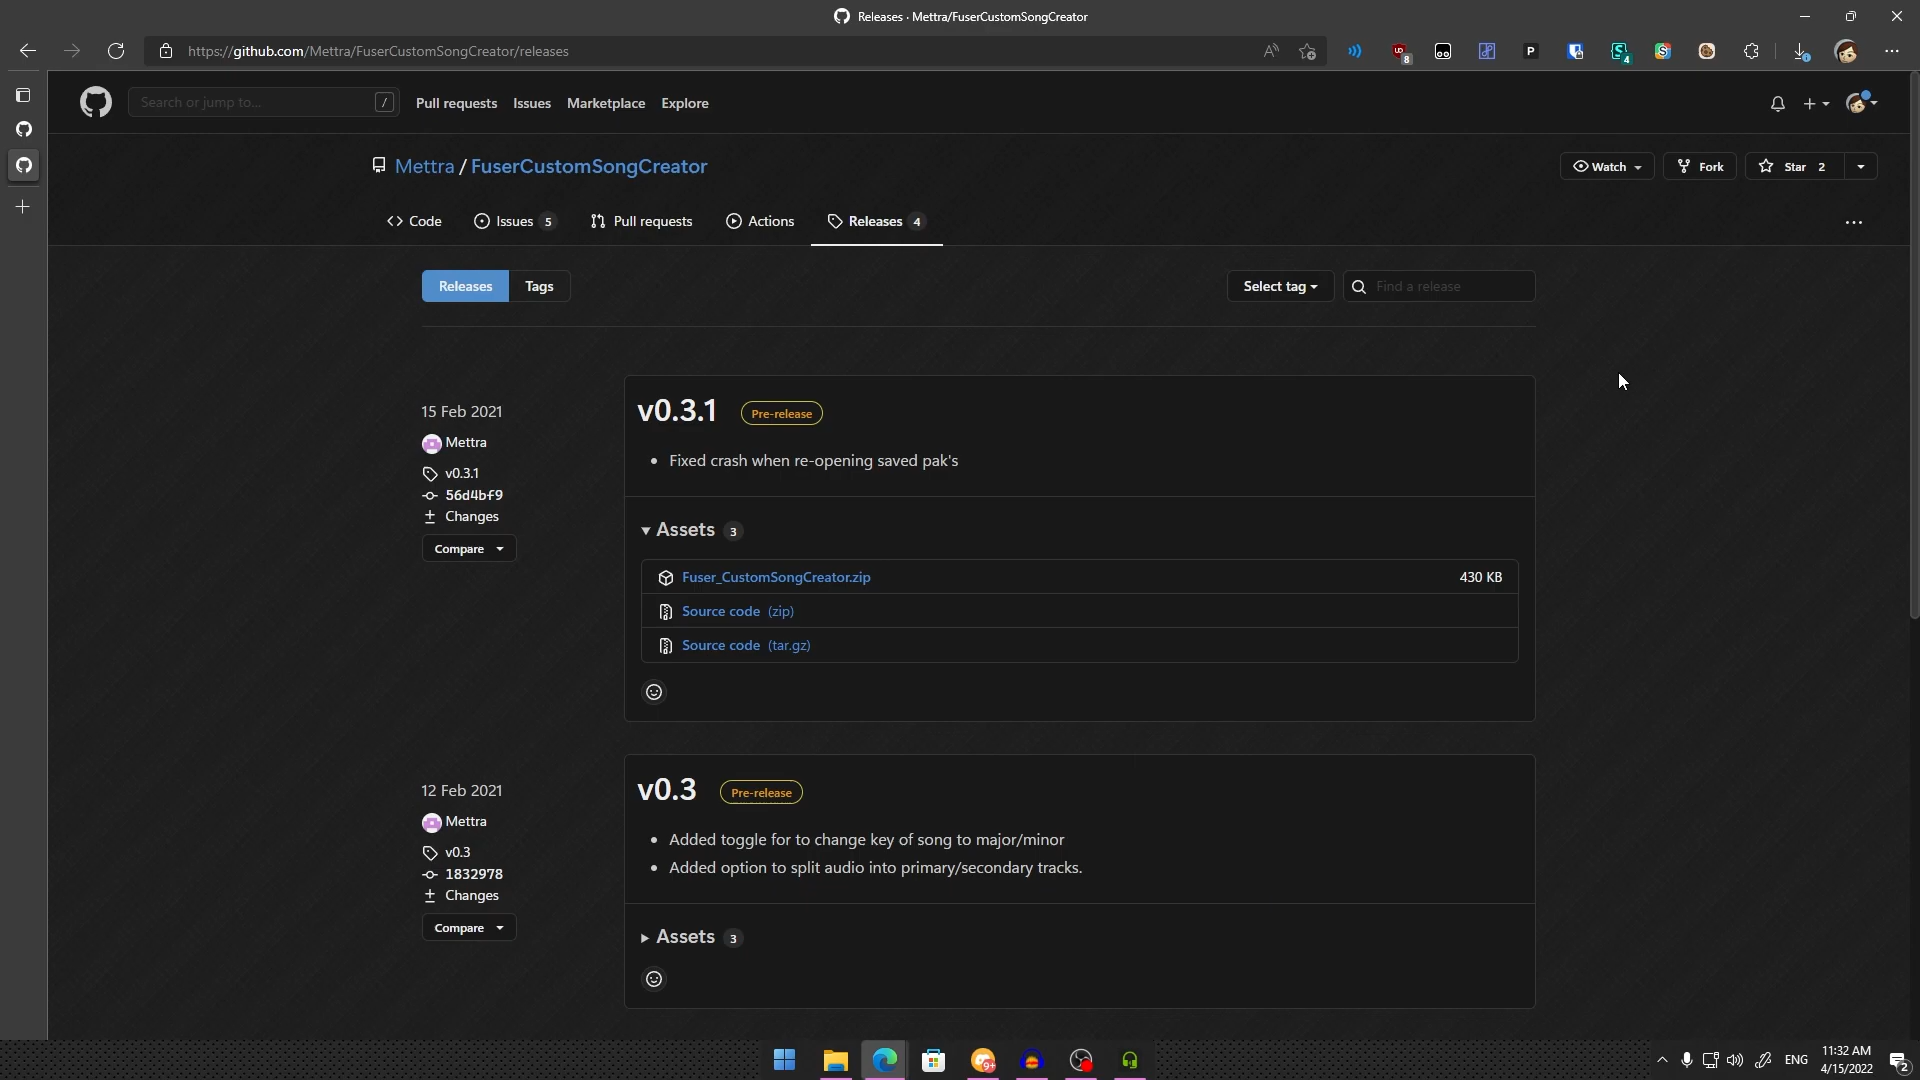 Releases · Mettra/FuserCustomSongCreator
https://github.com/Mettra/FuserCustomSongCreator/releases
8
P
4
Search or jump to...
/
Pull requests
Issues
Marketplace
Explore
Mettra / FuserCustomSongCreator
Watch
Fork
Star 2
Code
Issues 5
Pull requests
Actions
Releases 4
Releases
Tags
Select tag
Find a release
15 Feb 2021
Mettra
v0.3.1
56d4bf9
Changes
Compare
v0.3.1 Pre-release
Fixed crash when re-opening saved pak's
Assets 3
Fuser_CustomSongCreator.zip 430 KB
Source code (zip)
Source code (tar.gz)
12 Feb 2021
Mettra
v0.3
1832978
Changes
Compare
v0.3 Pre-release
Added toggle for to change key of song to major/minor
Added option to split audio into primary/secondary tracks.
Assets 3
9+
ENG
11:32 AM
4/15/2022
2